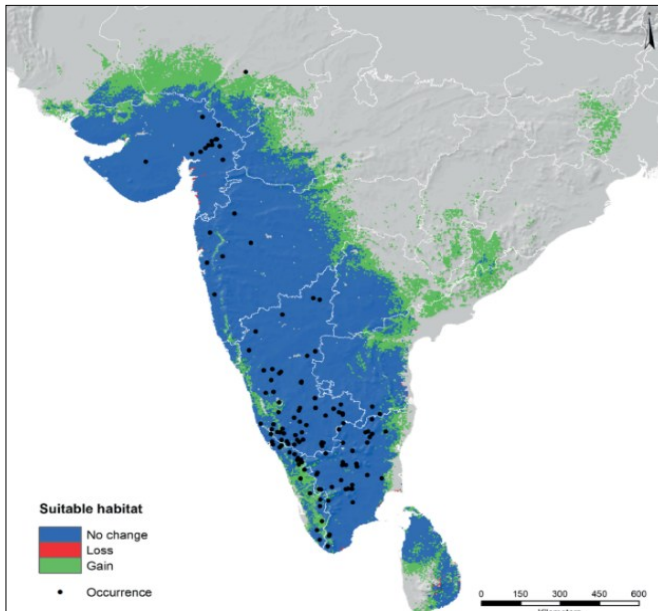 Suitable habitat
No change
Loss
Gain
Occurrence
0 150 300 450 600